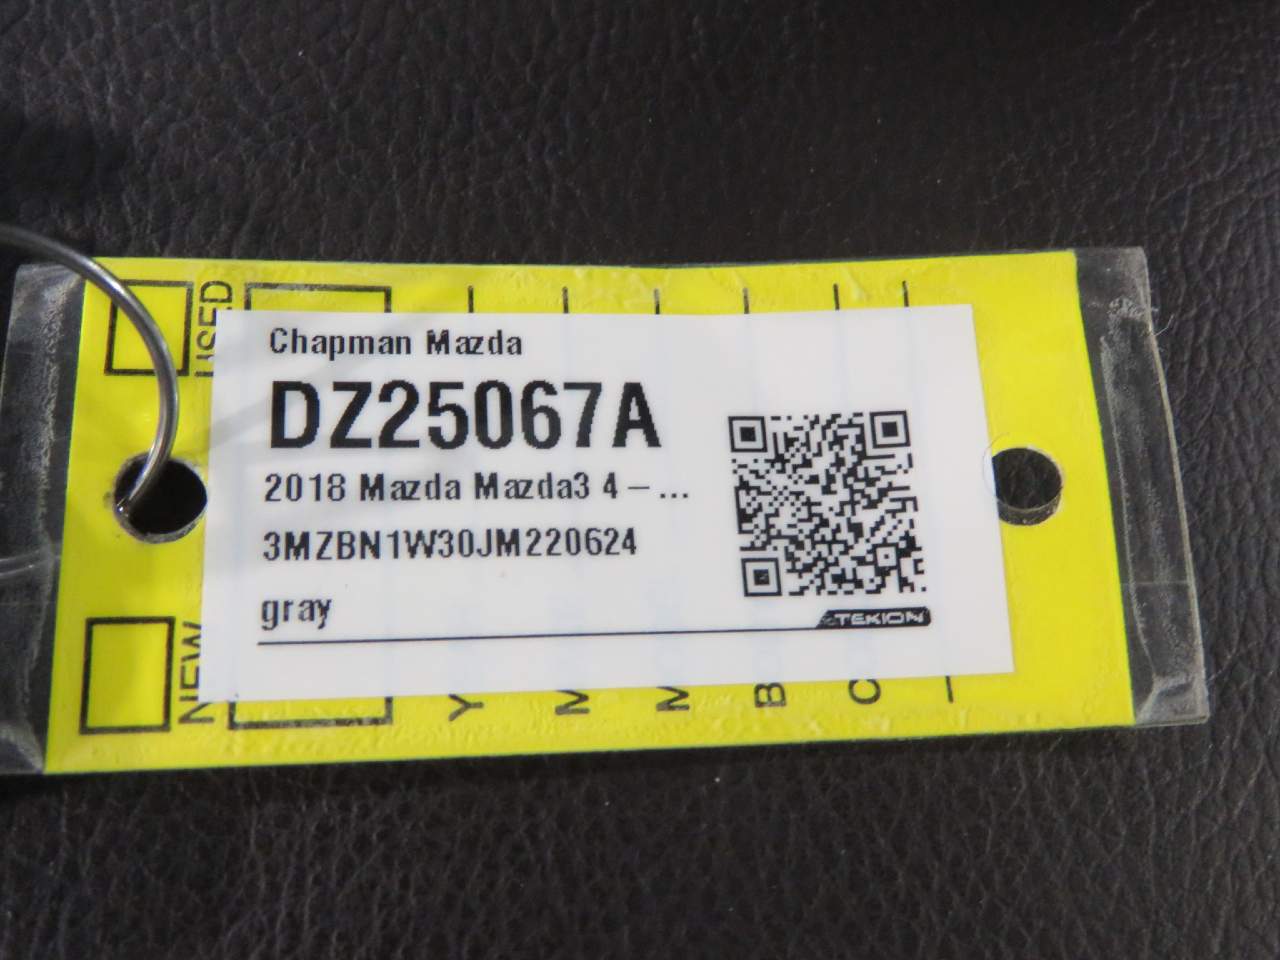 Chapman Mazda
DZ25067A
2018 Mazda Mazda3 4 – ...
3MZBN1W30JM220624
gray
TEKION
USED
NEW
Y
M
M
B
C